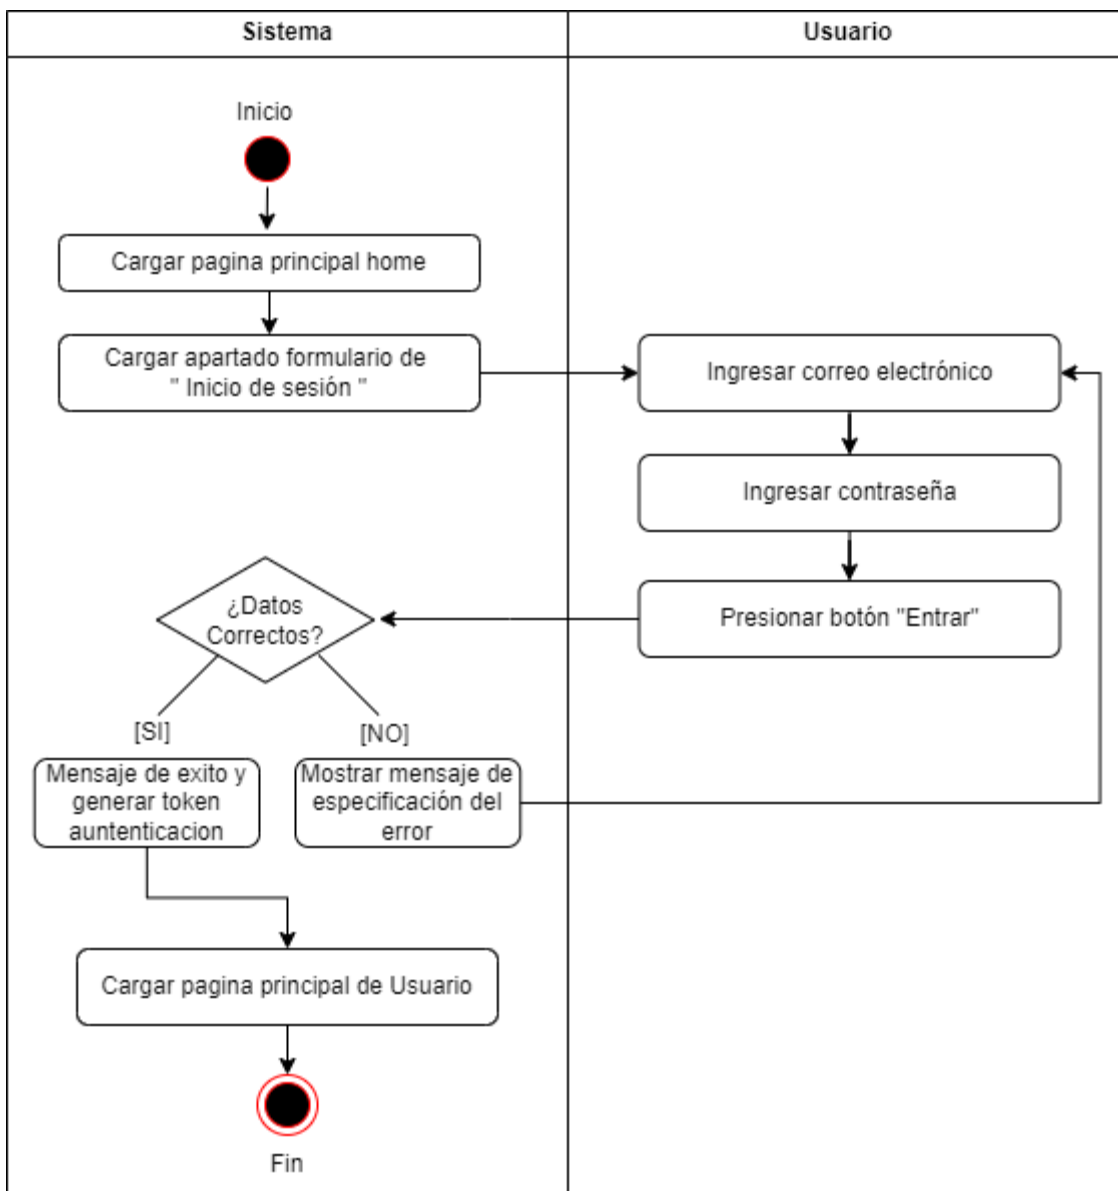 Sistema
Usuario
Inicio
Cargar pagina principal home
Cargar apartado formulario de
" Inicio de sesión "
Ingresar correo electrónico
Ingresar contraseña
Presionar botón "Entrar"
¿Datos
Correctos?
[SI]
[NO]
Mensaje de exito y
generar token
auntenticacion
Mostrar mensaje de
especificación del
error
Cargar pagina principal de Usuario
Fin